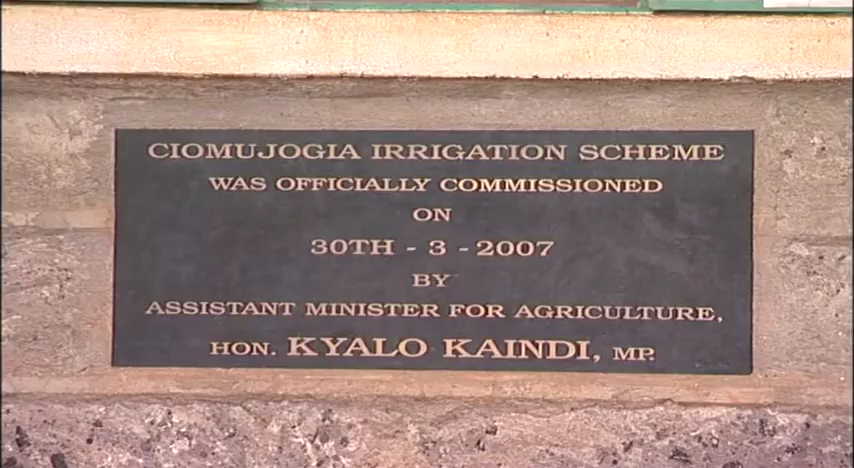 CIOMUJOGIA IRRIGATION SCHEME
WAS OFFICIALLY COMMISSIONED
ON
30TH - 3 - 2007
BY
ASSISTANT MINISTER FOR AGRICULTURE,
HON. KYALO KAINDI, MP.